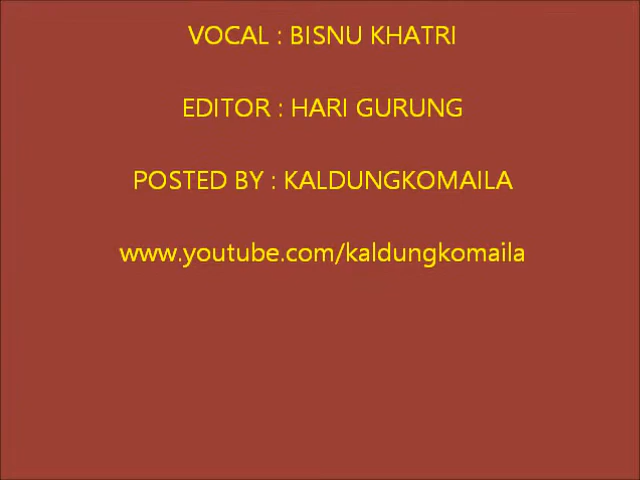 VOCAL : BISNU KHATRI
EDITOR : HARI GURUNG
POSTED BY : KALDUNGKOMAILA
www.youtube.com/kaldungkomaila